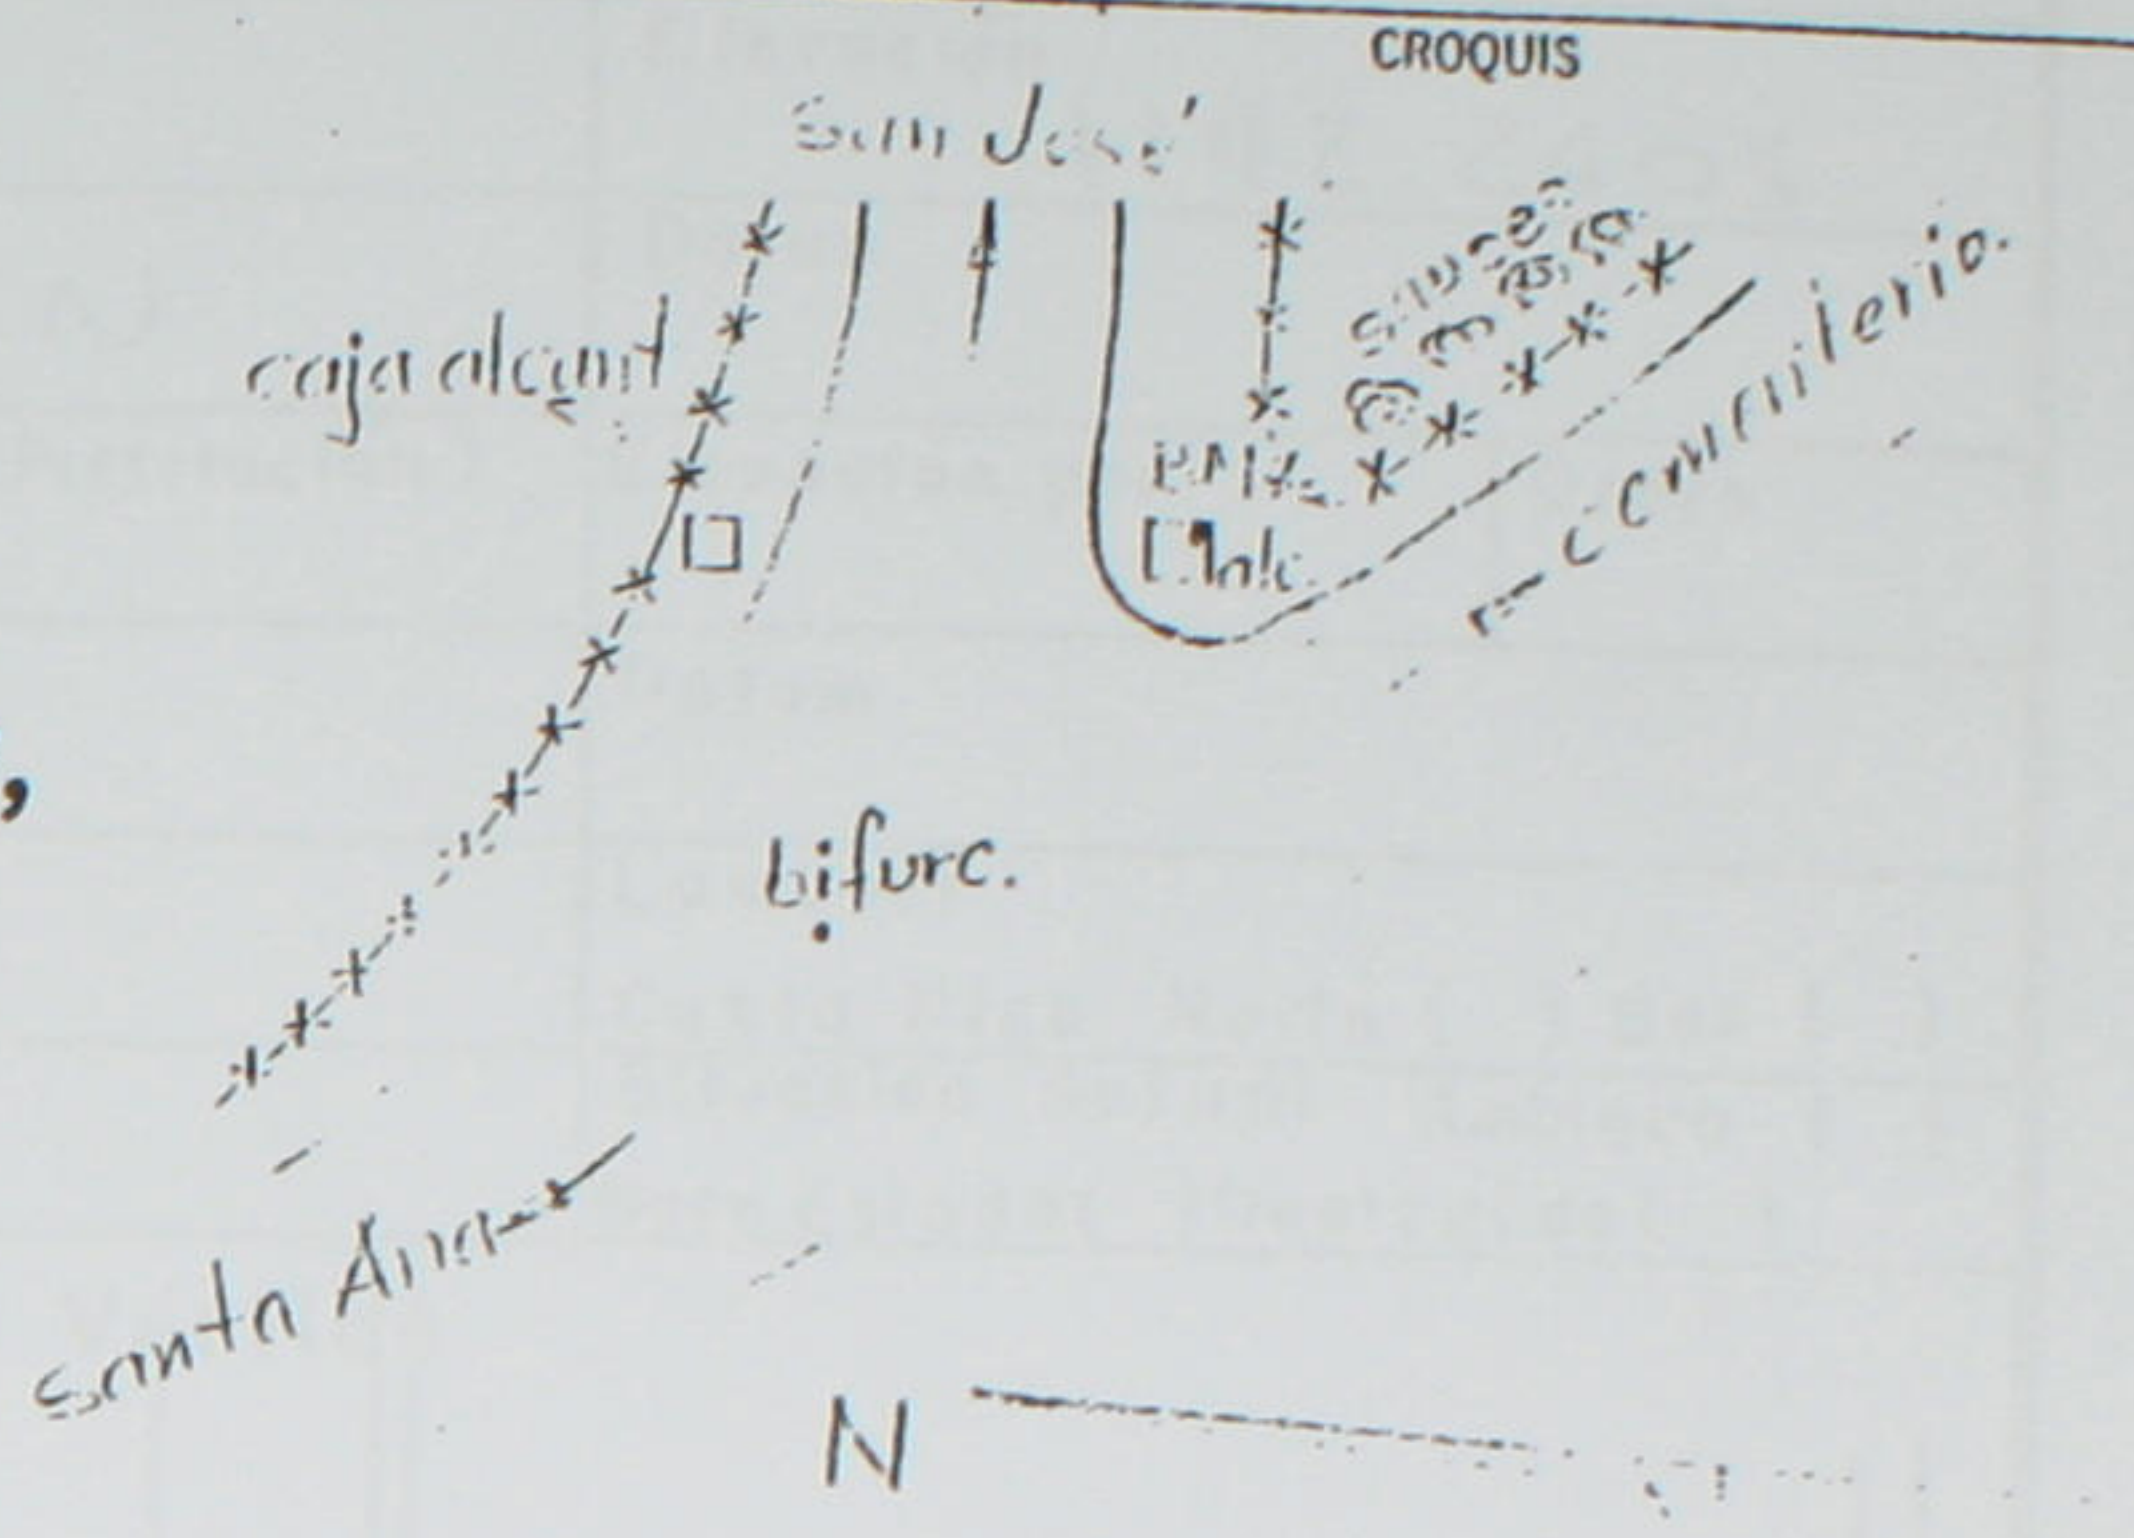 CROQUIS
San José
caja alcant.
cementerio.
BM
bifurc.
Santa Ana
N